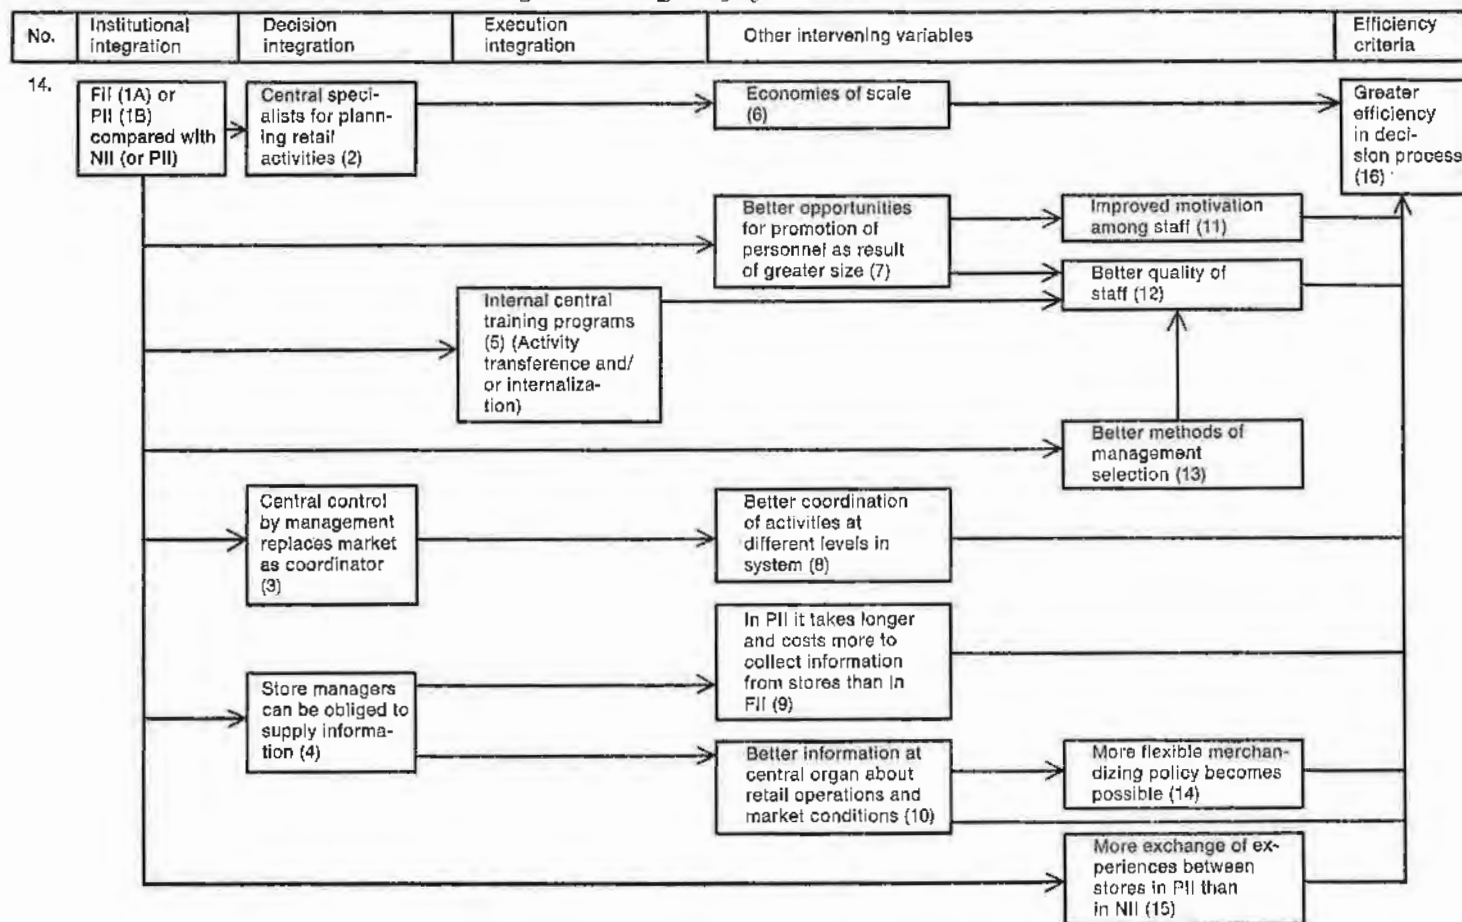 No.
Institutional
integration
Decision
integration
Execution
integration
Other intervening variables
Efficiency
criteria
14.
FII (1A) or
PII (1B)
compared with
NII (or PII)
Central speci-
alists for plann-
ing retail
activities (2)
Economies of scale
(6)
Greater
efficiency
in deci-
sion process
(16)
Better opportunities
for promotion of
personnel as result
of greater size (7)
Improved motivation
among staff (11)
Better quality of
staff (12)
Internal central
training programs
(5) (Activity
transference and/
or internaliza-
tion)
Better methods of
management
selection (13)
Central control
by management
replaces market
as coordinator
(3)
Better coordination
of activities at
different levels in
system (8)
In PII it takes longer
and costs more to
collect information
from stores than in
FII (9)
Store managers
can be obliged to
supply informa-
tion (4)
Better information at
central organ about
retail operations and
market conditions (10)
More flexible merchan-
dizing policy becomes
possible (14)
More exchange of ex-
periences between
stores in PII than
in NII (15)